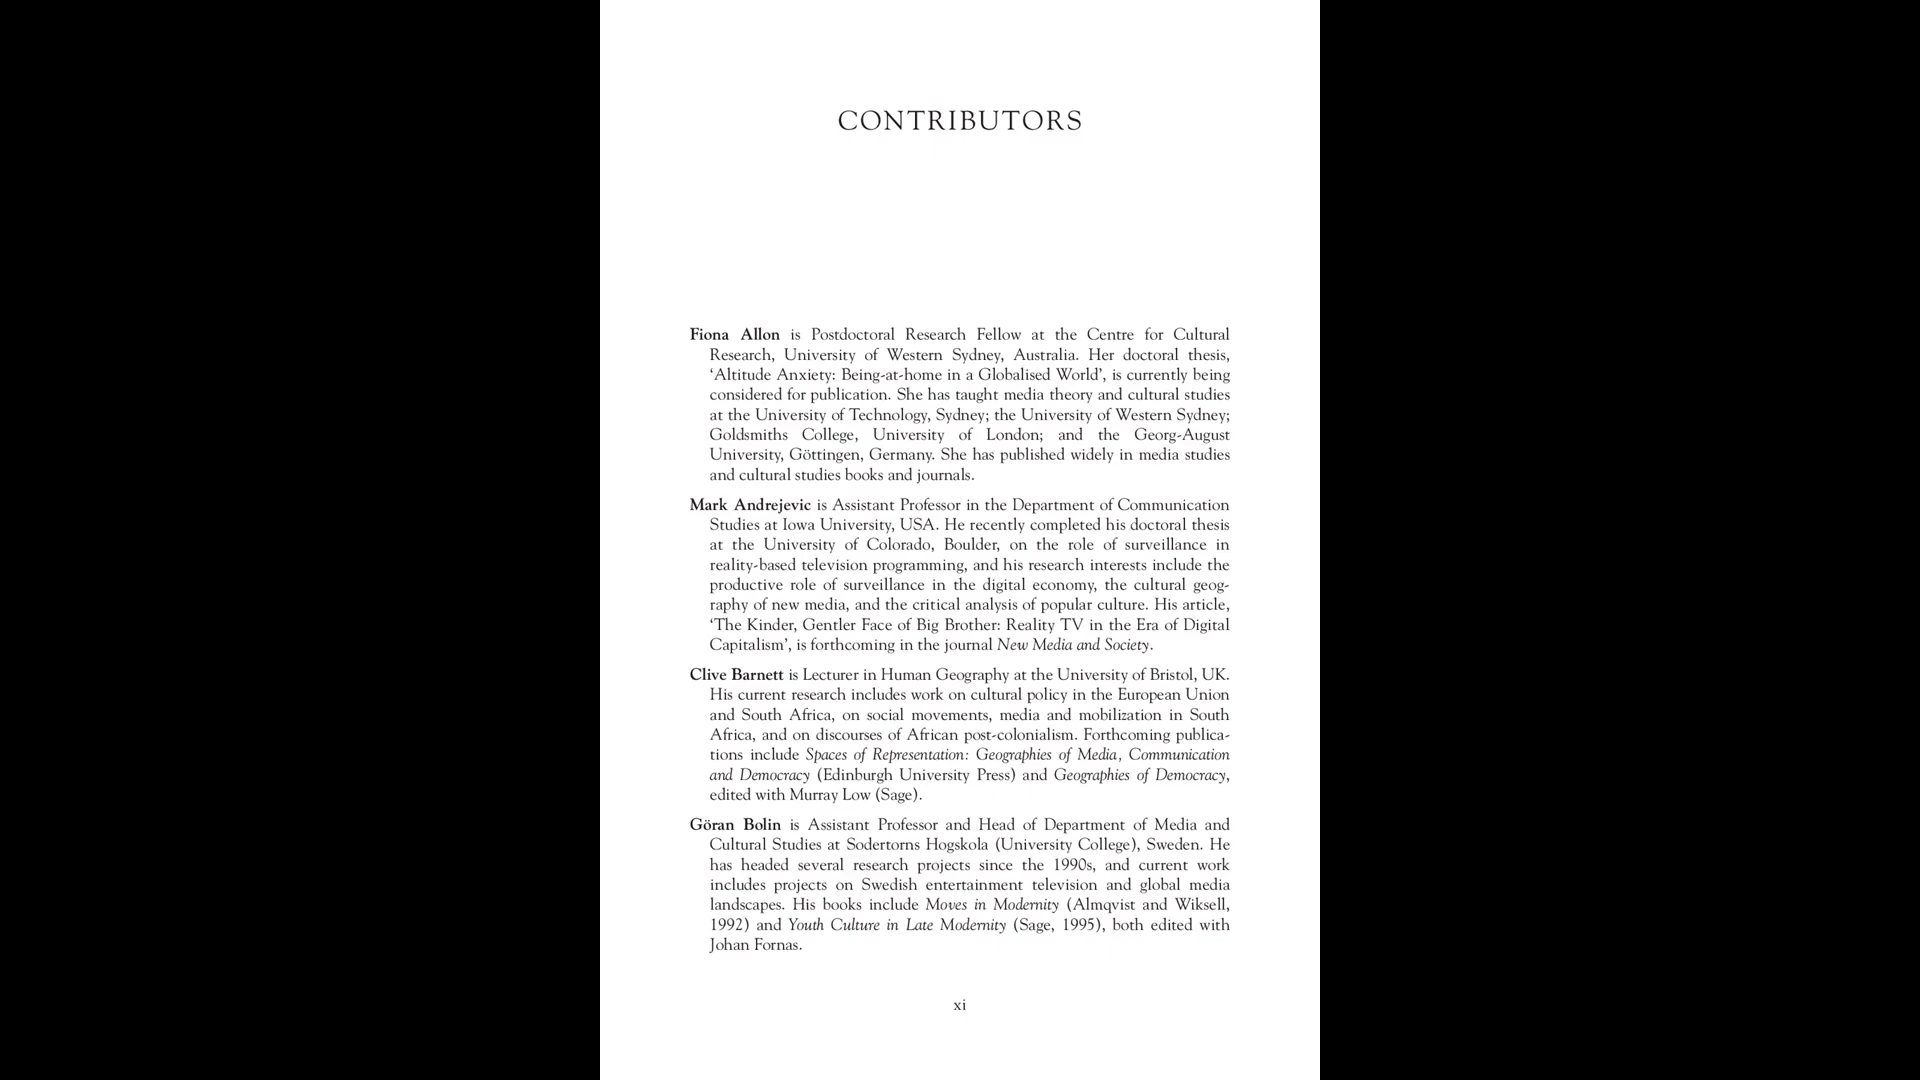 CONTRIBUTORS
Fiona Allon is Postdoctoral Research Fellow at the Centre for Cultural
Research, University of Western Sydney, Australia. Her doctoral thesis,
‘Altitude Anxiety: Being-at-home in a Globalised World’, is currently being
considered for publication. She has taught media theory and cultural studies
at the University of Technology, Sydney; the University of Western Sydney;
Goldsmiths College, University of London; and the Georg-August
University, Göttingen, Germany. She has published widely in media studies
and cultural studies books and journals.
Mark Andrejevic is Assistant Professor in the Department of Communication
Studies at Iowa University, USA. He recently completed his doctoral thesis
at the University of Colorado, Boulder, on the role of surveillance in
reality-based television programming, and his research interests include the
productive role of surveillance in the digital economy, the cultural geog-
raphy of new media, and the critical analysis of popular culture. His article,
‘The Kinder, Gentler Face of Big Brother: Reality TV in the Era of Digital
Capitalism’, is forthcoming in the journal New Media and Society.
Clive Barnett is Lecturer in Human Geography at the University of Bristol, UK.
His current research includes work on cultural policy in the European Union
and South Africa, on social movements, media and mobilization in South
Africa, and on discourses of African post-colonialism. Forthcoming publica-
tions include Spaces of Representation: Geographies of Media, Communication
and Democracy (Edinburgh University Press) and Geographies of Democracy,
edited with Murray Low (Sage).
Göran Bolin is Assistant Professor and Head of Department of Media and
Cultural Studies at Sodertorns Hogskola (University College), Sweden. He
has headed several research projects since the 1990s, and current work
includes projects on Swedish entertainment television and global media
landscapes. His books include Moves in Modernity (Almqvist and Wiksell,
1992) and Youth Culture in Late Modernity (Sage, 1995), both edited with
Johan Fornas.
xi